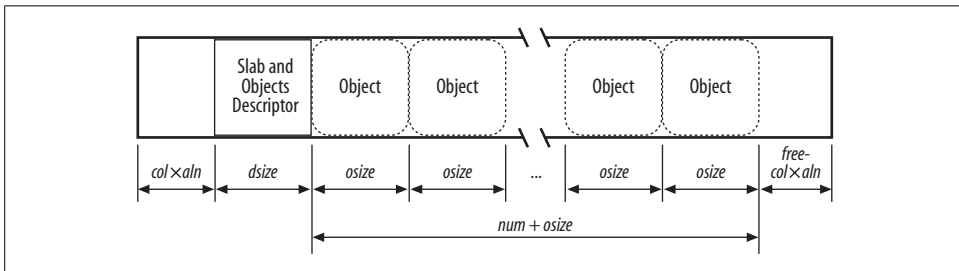 Slab and
Objects
Descriptor
Object
Object
Object
Object
col×aln
dsize
osize
osize
...
osize
osize
free-
col×aln
num + osize